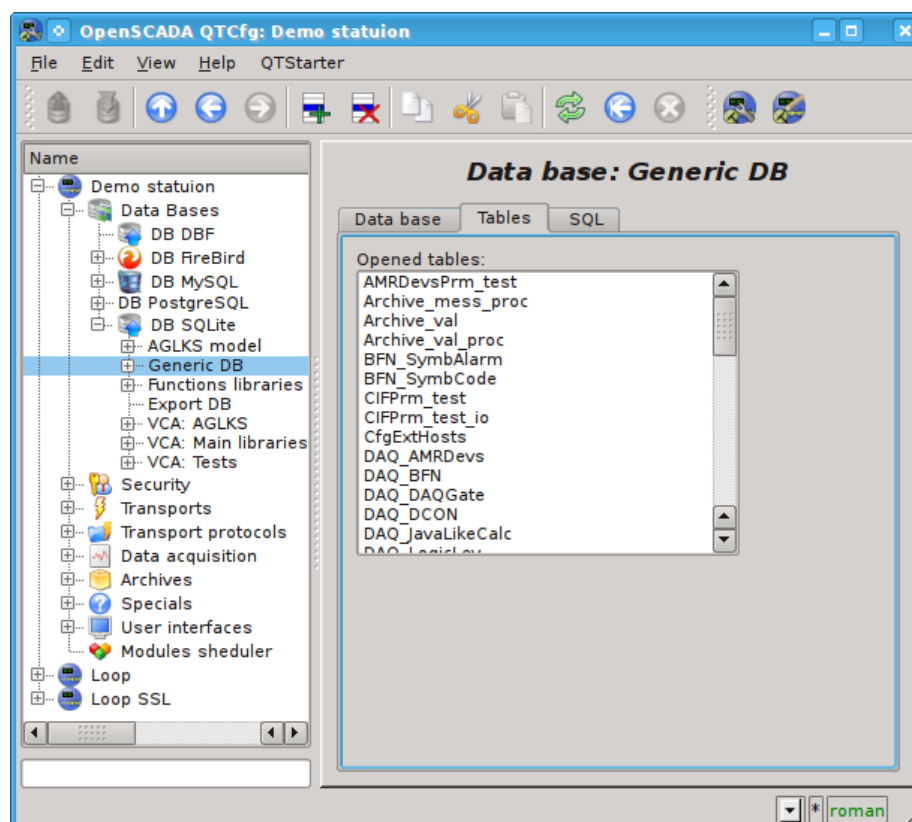 OpenSCADA QTCfg: Demo statuion
File Edit View Help QTStarter
Name
Demo statuion
Data Bases
DB DBF
DB FireBird
DB MySQL
DB PostgreSQL
DB SQLite
AGLKS model
Generic DB
Functions libraries
Export DB
VCA: AGLKS
VCA: Main libraries
VCA: Tests
Security
Transports
Transport protocols
Data acquisition
Archives
Specials
User interfaces
Modules sheduler
Loop
Loop SSL
Data base: Generic DB
Data base Tables SQL
Opened tables:
AMRDevsPrm_test
Archive_mess_proc
Archive_val
Archive_val_proc
BFN_SymbAlarm
BFN_SymbCode
CIFPrm_test
CIFPrm_test_io
CfgExtHosts
DAQ_AMRDevs
DAQ_BFN
DAQ_DAQGate
DAQ_DCON
DAQ_JavaLikeCalc
DAQ_LogicLev
* roman